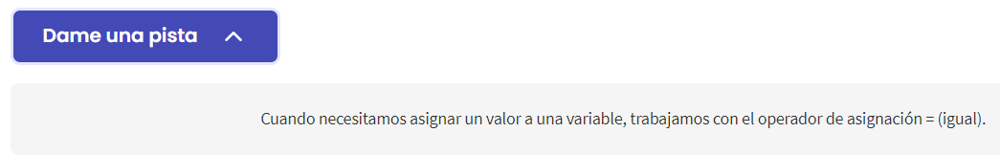 Dame una pista
Cuando necesitamos asignar un valor a una variable, trabajamos con el operador de asignación = (igual).